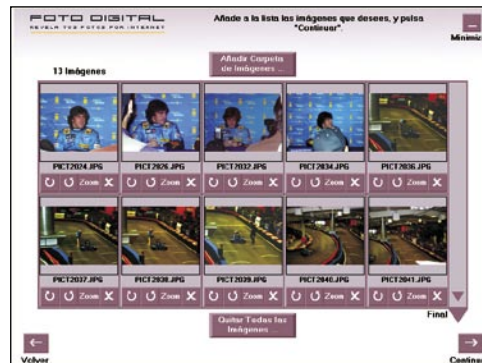 FOTO DIGITAL
REVELA TUS FOTOS POR INTERNET
Añade a la lista las imágenes que desees, y pulsa
"Continuar".
Minimiza
13 Imágenes
Añadir Carpeta
de Imágenes ...
PICT2024.JPG
PICT2026.JPG
PICT2032.JPG
PICT2034.JPG
PICT2036.JPG
Zoom X
Zoom X
Zoom X
Zoom X
Zoom X
PICT2037.JPG
PICT2038.JPG
PICT2039.JPG
PICT2040.JPG
PICT2041.JPG
Zoom X
Zoom X
Zoom X
Zoom X
Zoom X
Final
Quitar Todas las
Imágenes ...
Volver
Continua